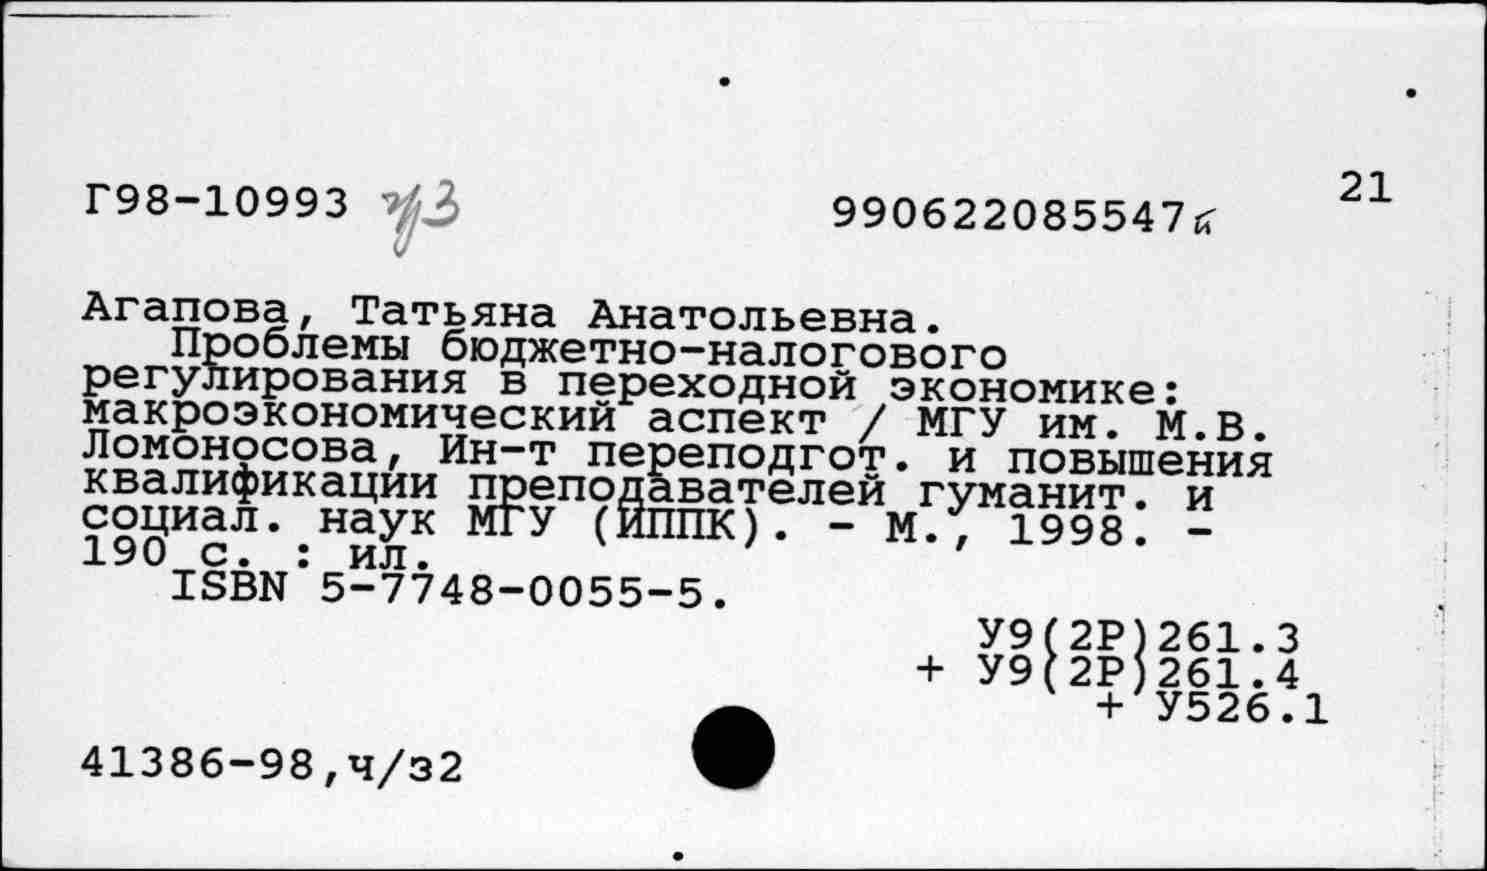 Г98-10993 ч/з
990622085547и
21
Агапова, Татьяна Анатольевна.
Проблемы бюджетно-налогового
регулирования в переходной экономике:
макроэкономический аспект / МГУ им. М.В.
Ломоносова, Ин-т переподгот. и повышения
квалификации преподавателей гуманит. и
социал. наук МГУ (ИППК). - М., 1998. -
190 с. : ил.
ISBN 5-7748-0055-5.
У9(2Р)261.3
+ У9(2Р)261.4
+ У526.1
41386-98,ч/з2